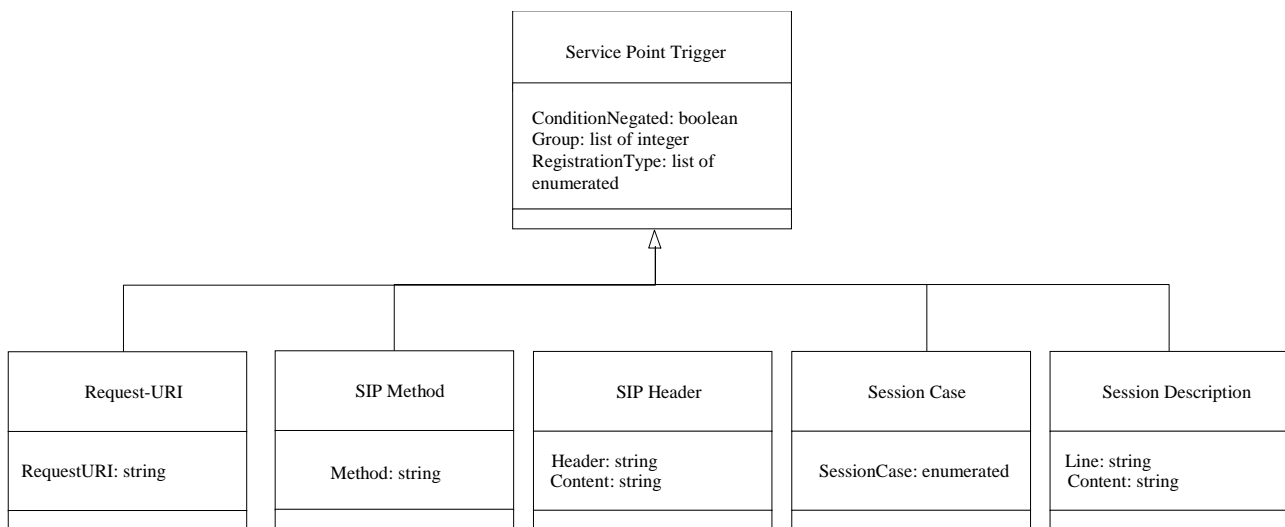 Service Point Trigger
ConditionNegated: boolean
Group: list of integer
RegistrationType: list of
enumerated
Request-URI
SIP Method
SIP Header
Session Case
Session Description
RequestURI: string
Method: string
Header: string
Content: string
SessionCase: enumerated
Line: string
Content: string